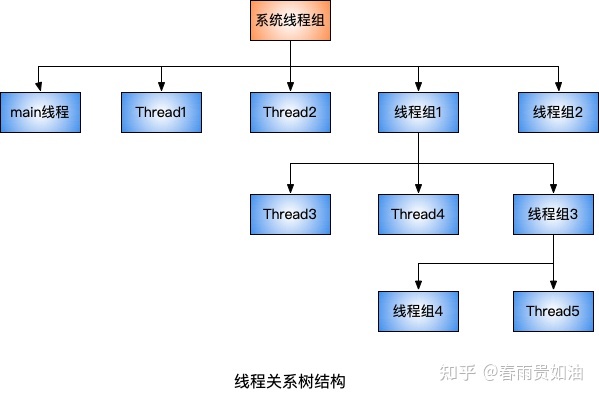 系统线程组
main线程
Thread1
Thread2
线程组1
线程组2
Thread3
Thread4
线程组3
线程组4
Thread5
知乎 @春雨贵如油
线程关系树结构